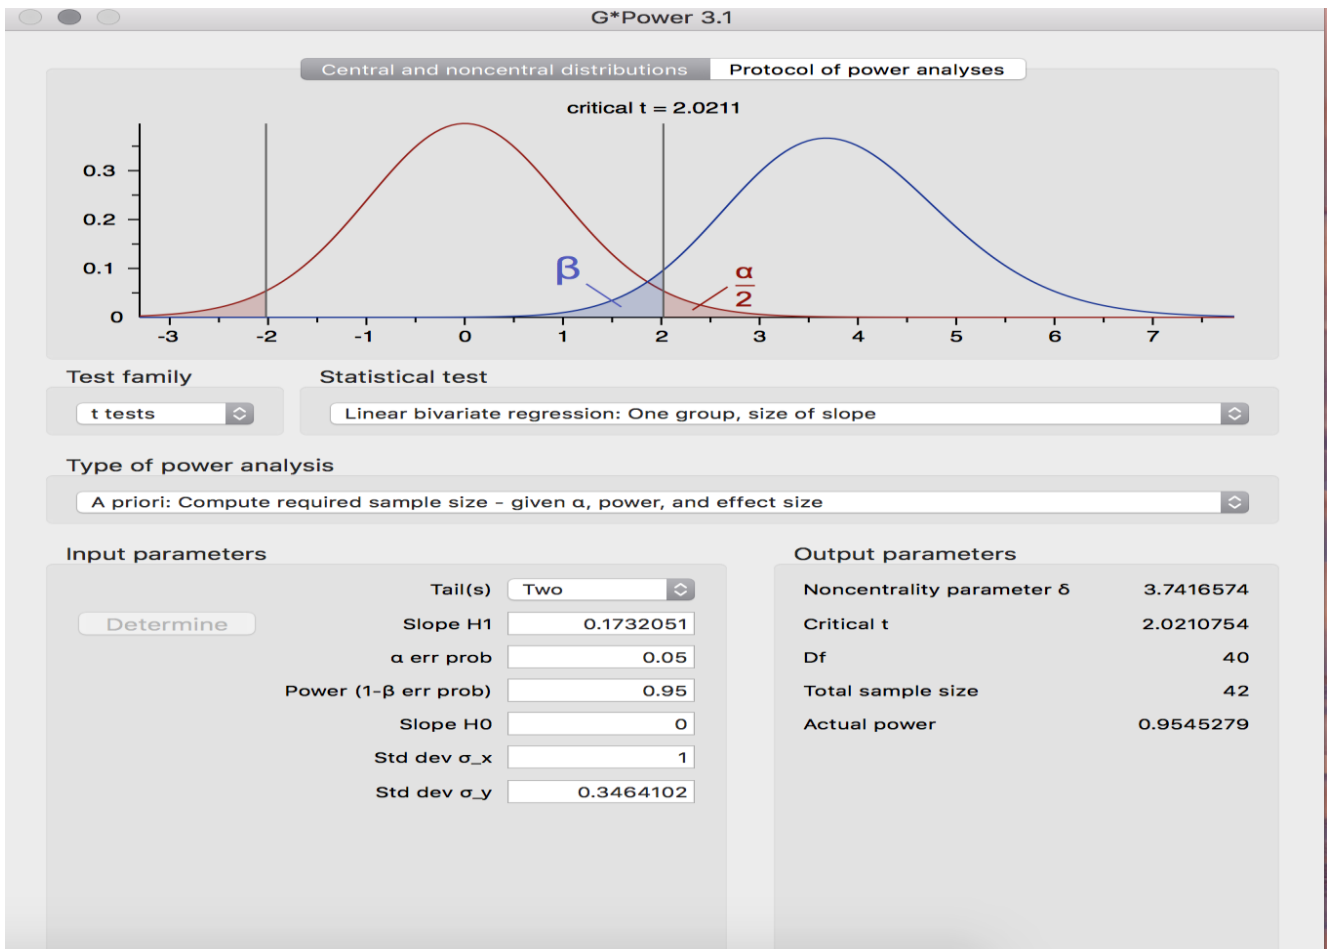 G*Power 3.1
Central and noncentral distributions Protocol of power analyses
critical t = 2.0211
0.3
0.2
0.1
0
β
α
2
-3 -2 -1 0 1 2 3 4 5 6 7
Test family Statistical test
t tests Linear bivariate regression: One group, size of slope
Type of power analysis
A priori: Compute required sample size – given α, power, and effect size
Input parameters Output parameters
Tail(s) Two Noncentrality parameter δ 3.7416574
Determine Slope H1 0.1732051 Critical t 2.0210754
α err prob 0.05 Df 40
Power (1-β err prob) 0.95 Total sample size 42
Slope H0 0 Actual power 0.9545279
Std dev σ_x 1
Std dev σ_y 0.3464102